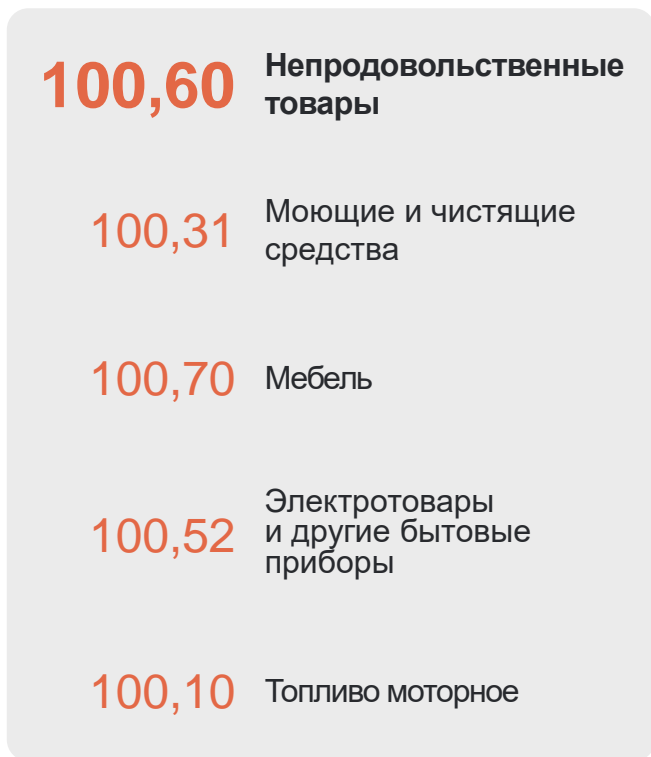 100,60 Непродовольственные
товары
100,31 Моющие и чистящие
средства
100,70 Мебель
100,52 Электротовары
и другие бытовые
приборы
100,10 Топливо моторное